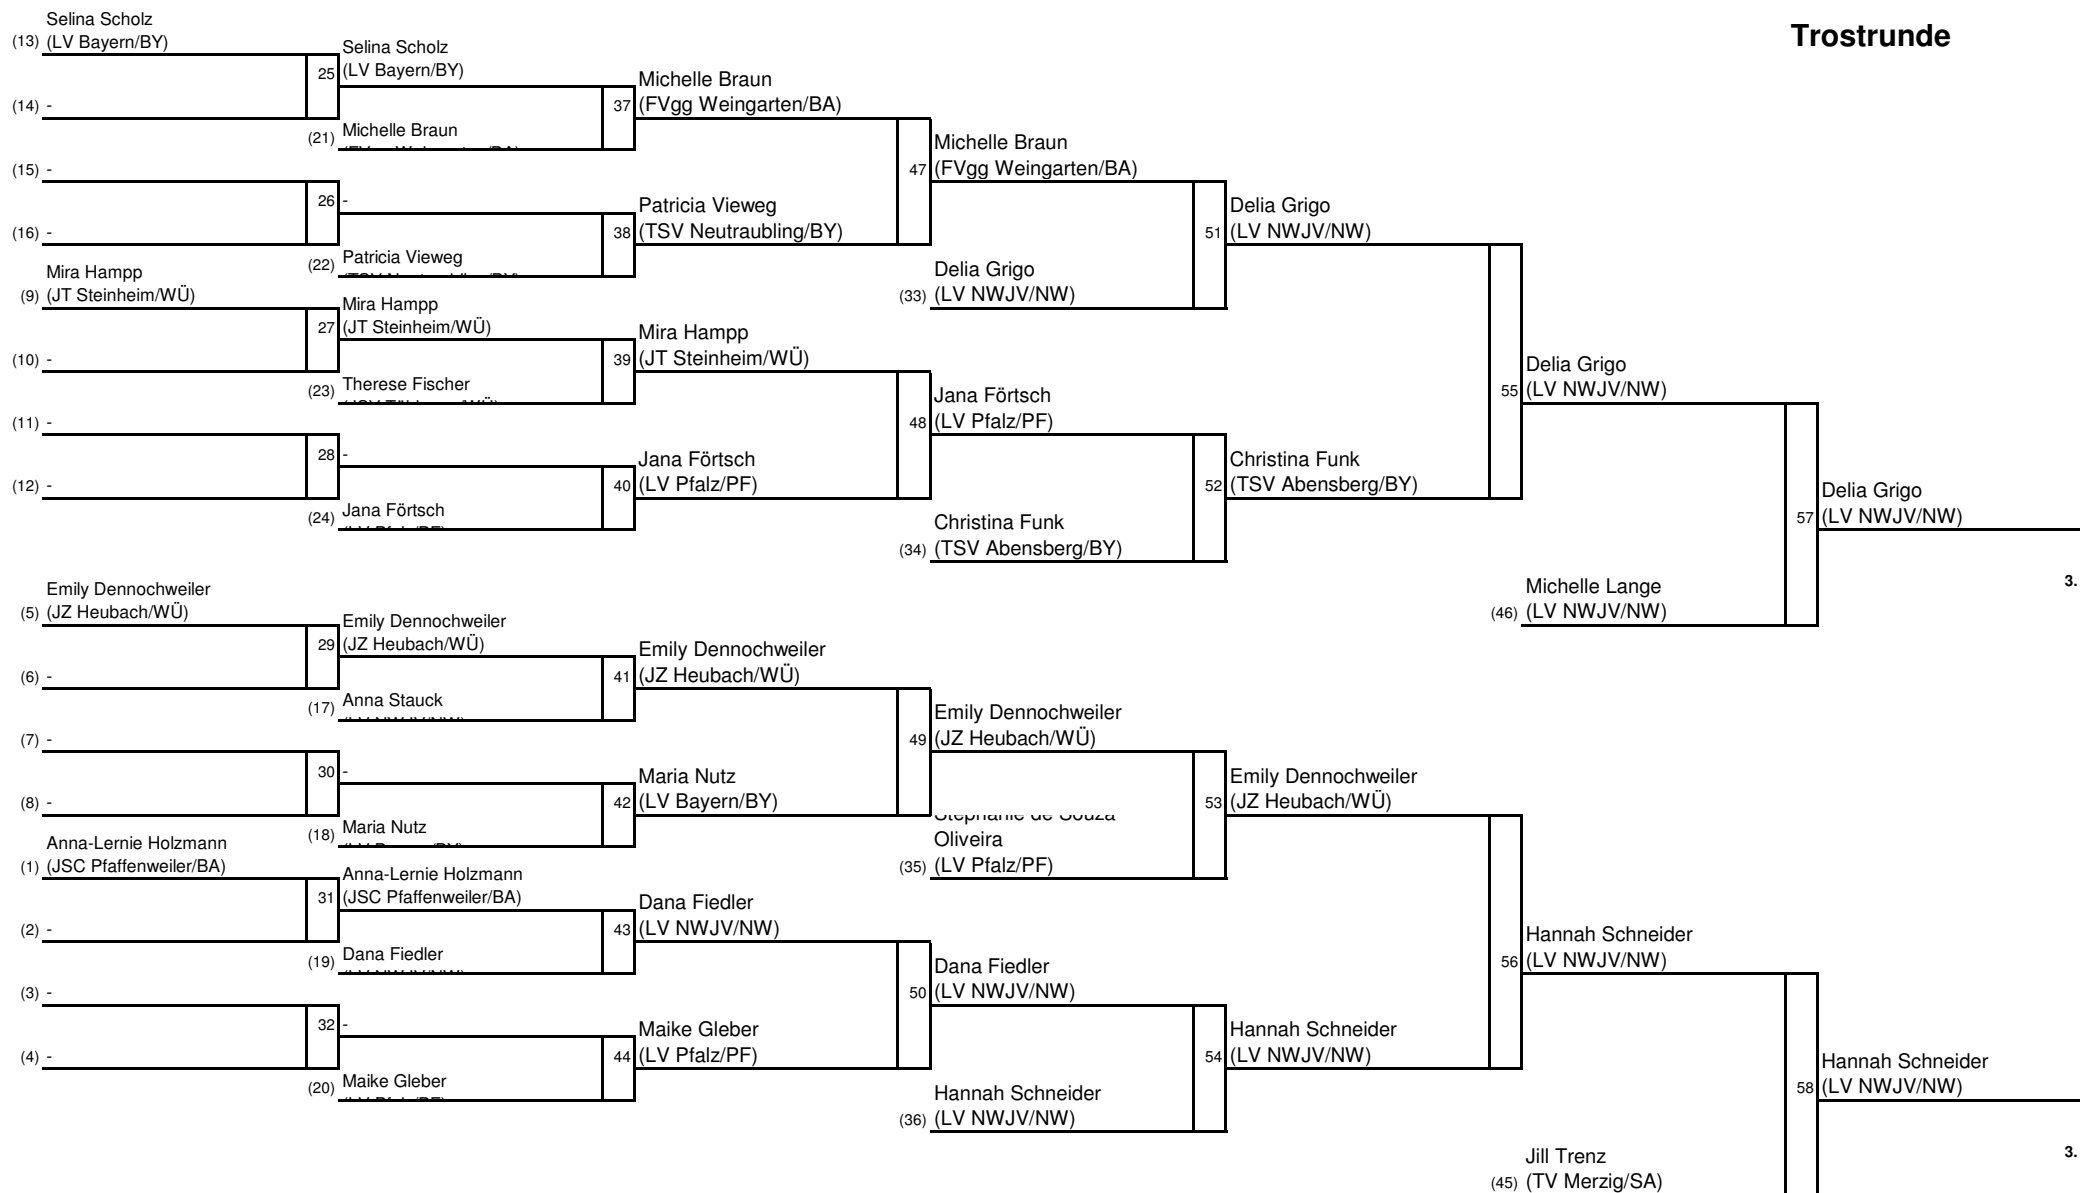 Trostrunde
Selina Scholz
(13) (LV Bayern/BY)
25
(14) -
Selina Scholz
(LV Bayern/BY)
(21) Michelle Braun
37
(15) -
26
(16) -
-
(22) Patricia Vieweg
38
Mira Hampp
(9) (JT Steinheim/WÜ)
27
(10) -
Mira Hampp
(JT Steinheim/WÜ)
(23) Therese Fischer
39
(11) -
28
(12) -
-
(24) Jana Förtsch
40
Emily Dennochweiler
(5) (JZ Heubach/WÜ)
29
(6) -
Emily Dennochweiler
(JZ Heubach/WÜ)
(17) Anna Stauck
41
(7) -
30
(8) -
-
(18) Maria Nutz
42
Anna-Lernie Holzmann
(1) (JSC Pfaffenweiler/BA)
31
(2) -
Anna-Lernie Holzmann
(JSC Pfaffenweiler/BA)
(19) Dana Fiedler
43
(3) -
32
(4) -
-
(20) Maike Gleber
44
Michelle Braun
(FVgg Weingarten/BA)
47
Patricia Vieweg
(TSV Neutraubling/BY)
Mira Hampp
(JT Steinheim/WÜ)
48
Jana Förtsch
(LV Pfalz/PF)
Emily Dennochweiler
(JZ Heubach/WÜ)
49
Maria Nutz
(LV Bayern/BY)
Dana Fiedler
(LV NWJV/NW)
50
Maike Gleber
(LV Pfalz/PF)
Michelle Braun
(FVgg Weingarten/BA)
51
Delia Grigo
(33) (LV NWJV/NW)
Jana Förtsch
(LV Pfalz/PF)
52
Christina Funk
(34) (TSV Abensberg/BY)
Emily Dennochweiler
(JZ Heubach/WÜ)
53
Stephanie de Souza
Oliveira
(35) (LV Pfalz/PF)
Dana Fiedler
(LV NWJV/NW)
54
Hannah Schneider
(36) (LV NWJV/NW)
Delia Grigo
(LV NWJV/NW)
55
Christina Funk
(TSV Abensberg/BY)
Emily Dennochweiler
(JZ Heubach/WÜ)
56
Hannah Schneider
(LV NWJV/NW)
Delia Grigo
(LV NWJV/NW)
57
Michelle Lange
(46) (LV NWJV/NW)
Hannah Schneider
(LV NWJV/NW)
58
Jill Trenz
(45) (TV Merzig/SA)
Delia Grigo
(LV NWJV/NW)
3.
Hannah Schneider
(LV NWJV/NW)
3.